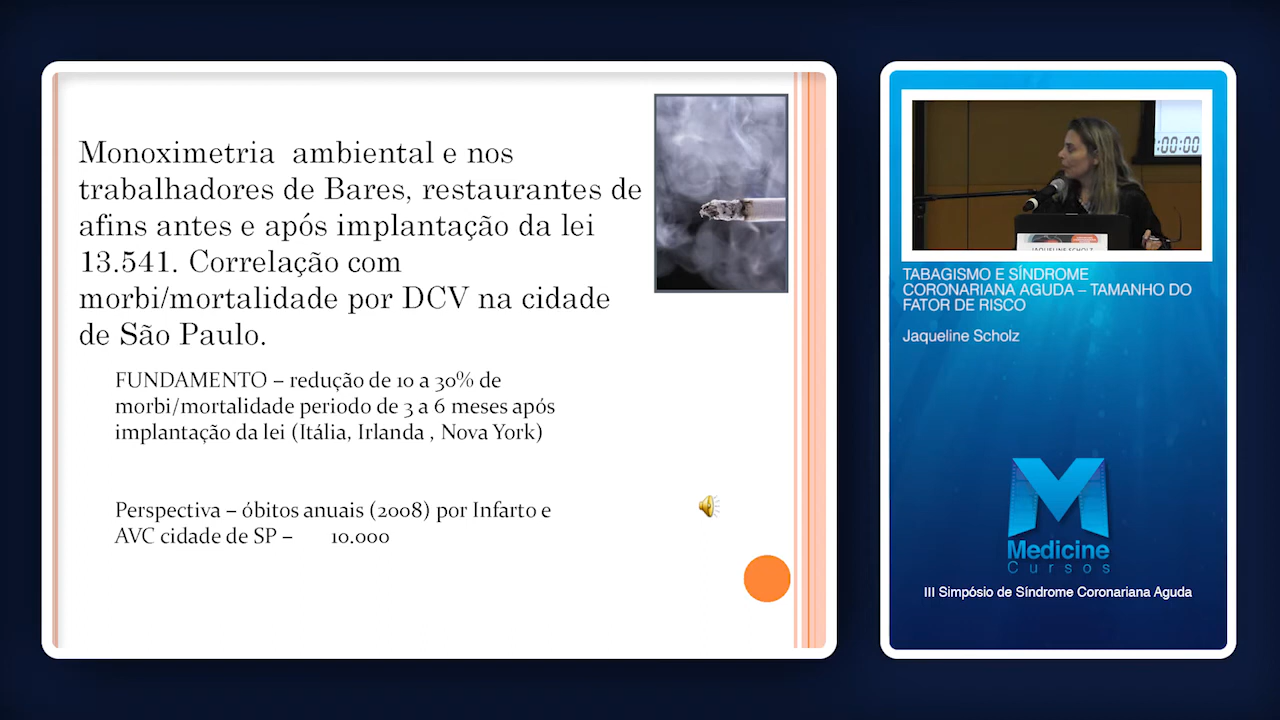 Monoximetria ambiental e nos
trabalhadores de Bares, restaurantes de
afins antes e após implantação da lei
13.541. Correlação com
morbi/mortalidade por DCV na cidade
de São Paulo.
FUNDAMENTO – redução de 10 a 30% de
morbi/mortalidade periodo de 3 a 6 meses após
implantação da lei (Itália, Irlanda , Nova York)
Perspectiva – óbitos anuais (2008) por Infarto e
AVC cidade de SP – 10.000
:00:00
TABAGISMO E SÍNDROME
CORONARIANA AGUDA – TAMANHO DO
FATOR DE RISCO
Jaqueline Scholz
Medicine
Cursos
III Simpósio de Síndrome Coronariana Aguda